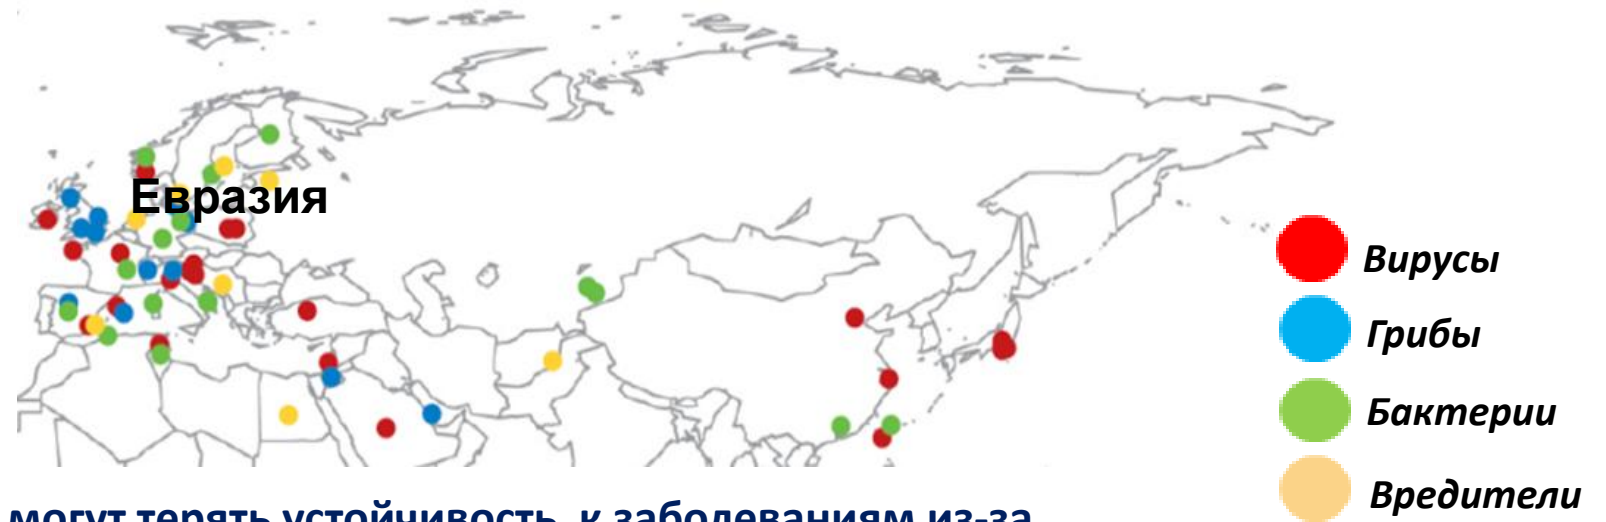 Евразия
Вирусы
Грибы
Бактерии
Вредители
могут терять устойчивость к заболеваниям из-за